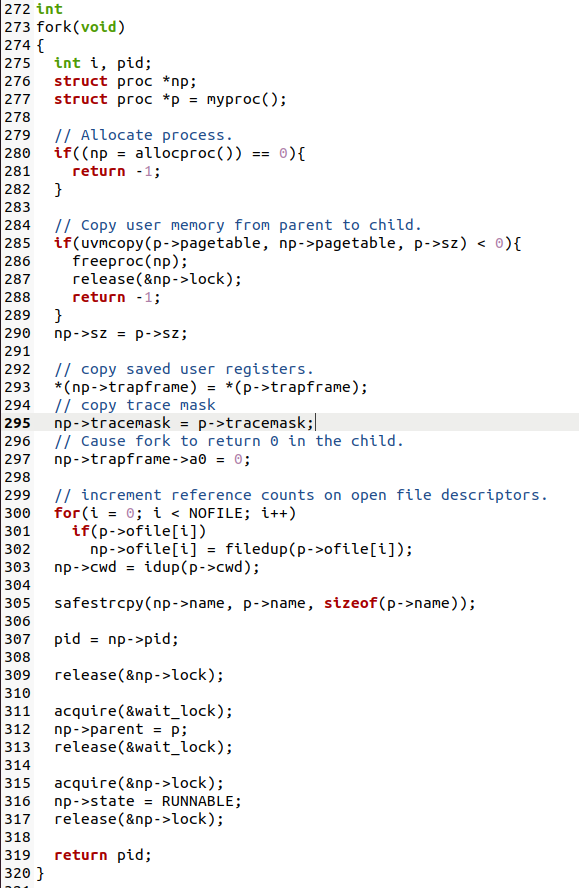 272 int
273 fork(void)
274 {
275   int i, pid;
276   struct proc *np;
277   struct proc *p = myproc();
278
279   // Allocate process.
280   if((np = allocproc()) == 0){
281     return -1;
282   }
283
284   // Copy user memory from parent to child.
285   if(uvmcopy(p->pagetable, np->pagetable, p->sz) < 0){
286     freeproc(np);
287     release(&np->lock);
288     return -1;
289   }
290   np->sz = p->sz;
291
292   // copy saved user registers.
293   *(np->trapframe) = *(p->trapframe);
294   // copy trace mask
295   np->tracemask = p->tracemask;
296   // Cause fork to return 0 in the child.
297   np->trapframe->a0 = 0;
298
299   // increment reference counts on open file descriptors.
300   for(i = 0; i < NOFILE; i++)
301     if(p->ofile[i])
302       np->ofile[i] = filedup(p->ofile[i]);
303   np->cwd = idup(p->cwd);
304
305   safestrcpy(np->name, p->name, sizeof(p->name));
306
307   pid = np->pid;
308
309   release(&np->lock);
310
311   acquire(&wait_lock);
312   np->parent = p;
313   release(&wait_lock);
314
315   acquire(&np->lock);
316   np->state = RUNNABLE;
317   release(&np->lock);
318
319   return pid;
320 }